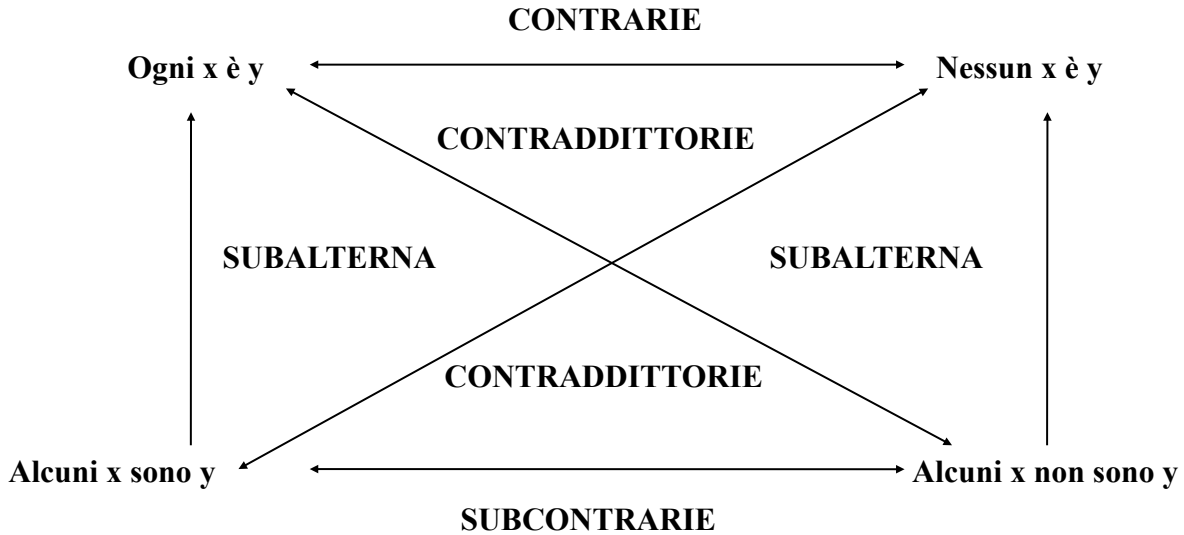 CONTRARIE
Ogni x è y
Nessun x è y
CONTRADDITTORIE
SUBALTERNA
SUBALTERNA
CONTRADDITTORIE
Alcuni x sono y
Alcuni x non sono y
SUBCONTRARIE